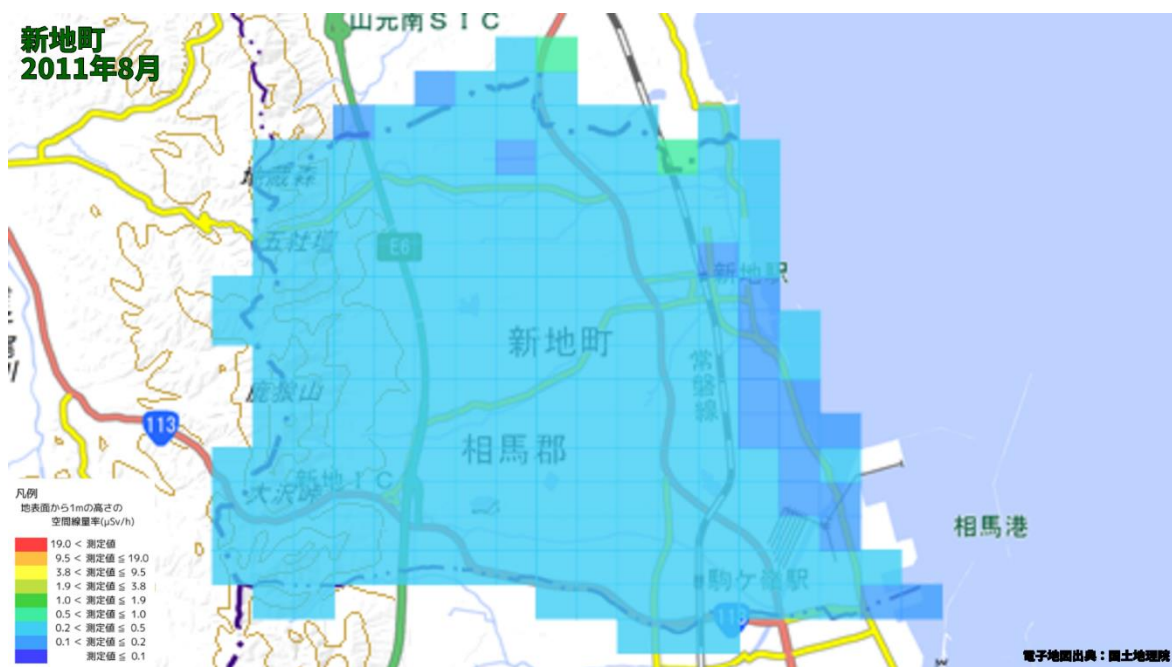 新地町
2011年8月
山元南ＳＩＣ
地蔵森
五社壇
E6
新地駅
新地町
常磐線
鹿狼山
113
相馬郡
新地ＩＣ
大沢峠
相馬港
駒ケ嶺駅
113
凡例
地表面から1mの高さの
空間線量率(μSv/h)
19.0 < 測定値
9.5 < 測定値 ≤ 19.0
3.8 < 測定値 ≤ 9.5
1.9 < 測定値 ≤ 3.8
1.0 < 測定値 ≤ 1.9
0.5 < 測定値 ≤ 1.0
0.2 < 測定値 ≤ 0.5
0.1 < 測定値 ≤ 0.2
測定値 ≤ 0.1
電子地図出典：国土地理院